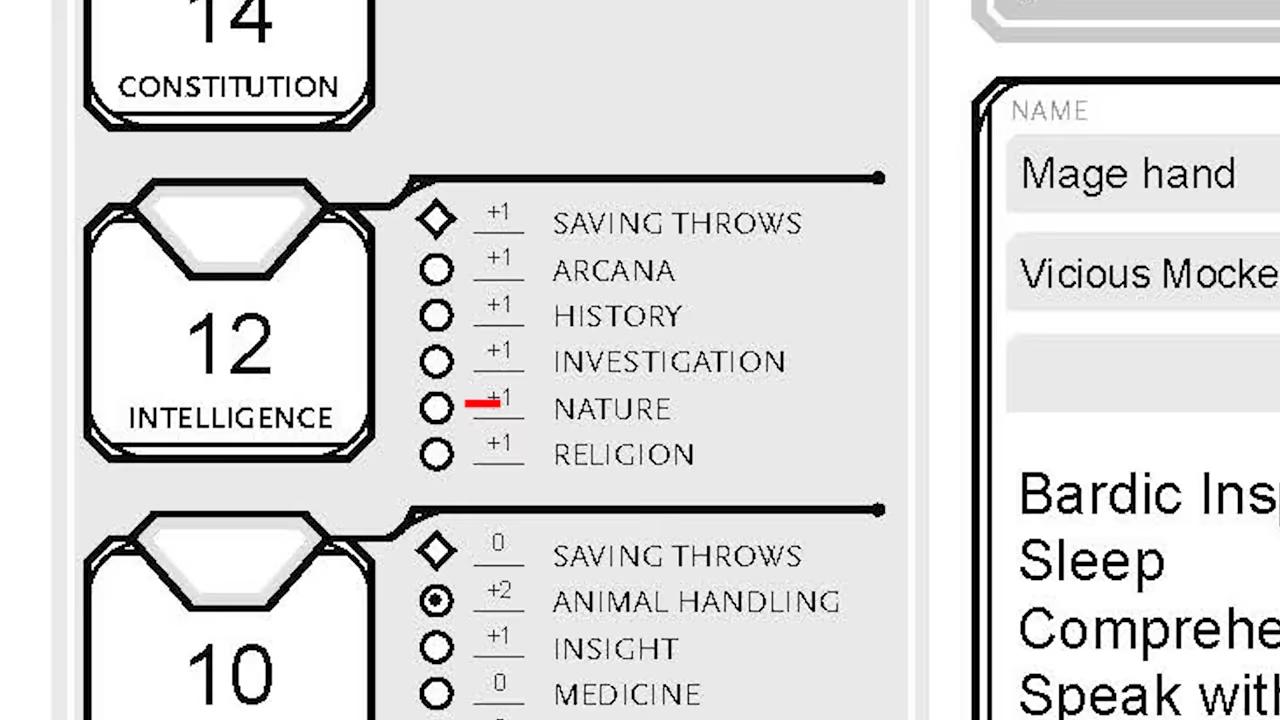 14
CONSTITUTION
12
INTELLIGENCE
+1 SAVING THROWS
+1 ARCANA
+1 HISTORY
+1 INVESTIGATION
+1 NATURE
+1 RELIGION
10
0 SAVING THROWS
+2 ANIMAL HANDLING
+1 INSIGHT
0 MEDICINE
NAME
Mage hand
Vicious Mocke
Bardic Insp
Sleep
Comprehe
Speak with